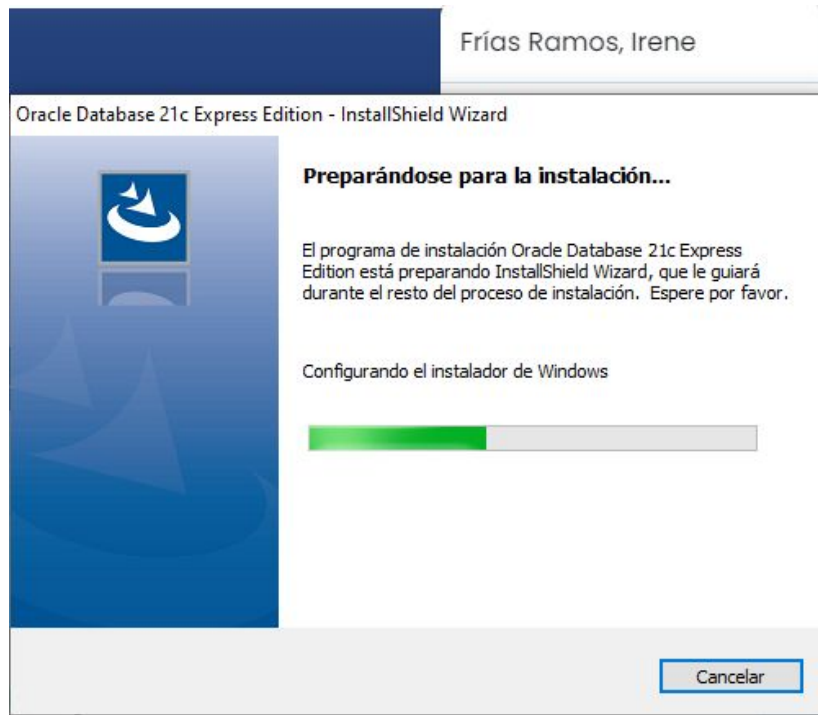 Frías Ramos, Irene
Oracle Database 21c Express Edition - InstallShield Wizard
Preparándose para la instalación...
El programa de instalación Oracle Database 21c Express
Edition está preparando InstallShield Wizard, que le guiará
durante el resto del proceso de instalación.  Espere por favor.
Configurando el instalador de Windows
Cancelar